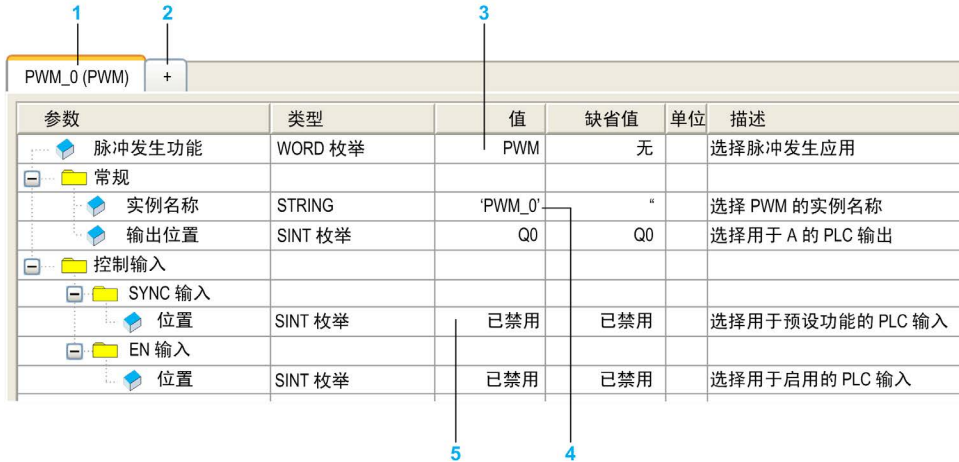 1 2 3
PWM_0 (PWM) +
参数 类型 值 缺省值 单位 描述
脉冲发生功能 WORD 枚举 PWM 无 选择脉冲发生应用
常规
实例名称 STRING ‘PWM_0’ “ 选择 PWM 的实例名称
输出位置 SINT 枚举 Q0 Q0 选择用于 A 的 PLC 输出
控制输入
SYNC 输入
位置 SINT 枚举 已禁用 已禁用 选择用于预设功能的 PLC 输入
EN 输入
位置 SINT 枚举 已禁用 已禁用 选择用于启用的 PLC 输入
5 4